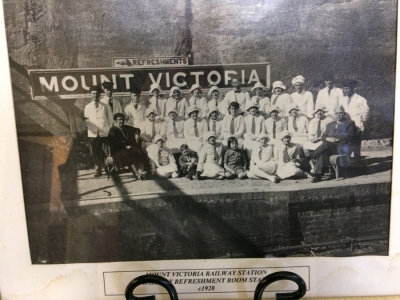 REFRESHMENTS
MOUNT VICTORIA
MOUNT VICTORIA RAILWAY STATION
REFRESHMENT ROOM
c1928